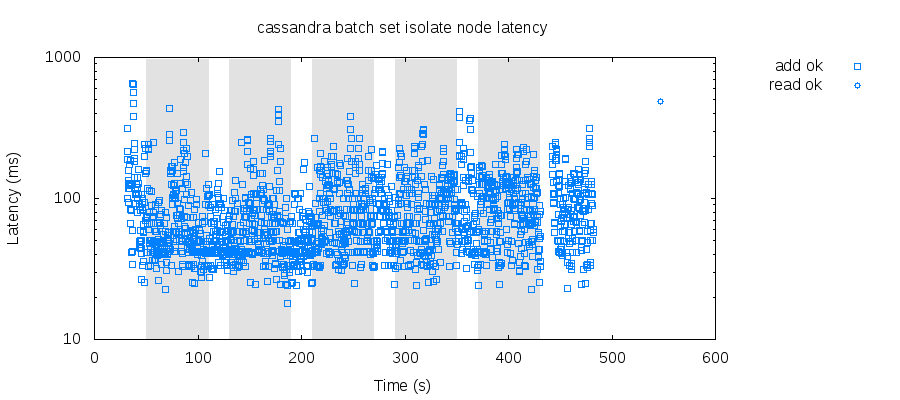 cassandra batch set isolate node latency
1000
100
10
Latency (ms)
0 100 200 300 400 500 600
Time (s)
add ok
read ok